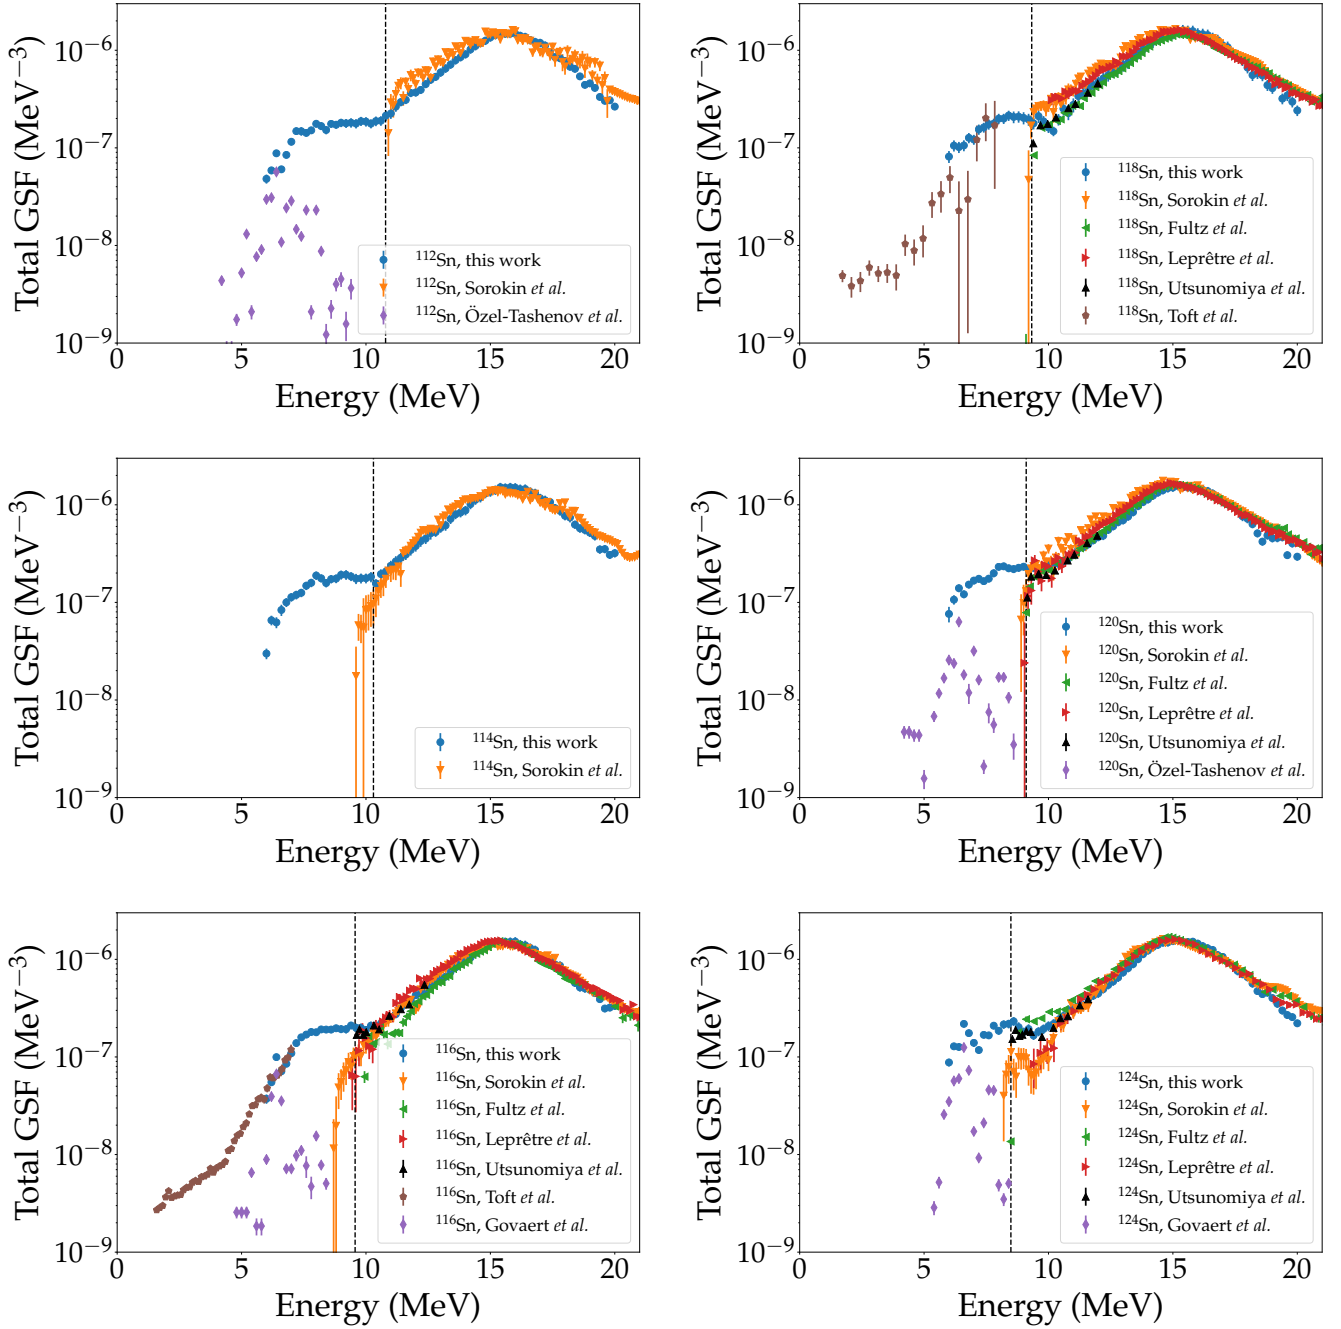 Total GSF (MeV⁻³)
10⁻⁶
10⁻⁷
10⁻⁸
10⁻⁹
¹¹²Sn, this work
¹¹²Sn, Sorokin et al.
¹¹²Sn, Özel-Tashenov et al.
0 5 10 15 20
Energy (MeV)
Total GSF (MeV⁻³)
10⁻⁶
10⁻⁷
10⁻⁸
10⁻⁹
¹¹⁸Sn, this work
¹¹⁸Sn, Sorokin et al.
¹¹⁸Sn, Fultz et al.
¹¹⁸Sn, Leprêtre et al.
¹¹⁸Sn, Utsunomiya et al.
¹¹⁸Sn, Toft et al.
0 5 10 15 20
Energy (MeV)
Total GSF (MeV⁻³)
10⁻⁶
10⁻⁷
10⁻⁸
10⁻⁹
¹¹⁴Sn, this work
¹¹⁴Sn, Sorokin et al.
0 5 10 15 20
Energy (MeV)
Total GSF (MeV⁻³)
10⁻⁶
10⁻⁷
10⁻⁸
10⁻⁹
¹²⁰Sn, this work
¹²⁰Sn, Sorokin et al.
¹²⁰Sn, Fultz et al.
¹²⁰Sn, Leprêtre et al.
¹²⁰Sn, Utsunomiya et al.
¹²⁰Sn, Özel-Tashenov et al.
0 5 10 15 20
Energy (MeV)
Total GSF (MeV⁻³)
10⁻⁶
10⁻⁷
10⁻⁸
10⁻⁹
¹¹⁶Sn, this work
¹¹⁶Sn, Sorokin et al.
¹¹⁶Sn, Fultz et al.
¹¹⁶Sn, Leprêtre et al.
¹¹⁶Sn, Utsunomiya et al.
¹¹⁶Sn, Toft et al.
¹¹⁶Sn, Govaert et al.
0 5 10 15 20
Energy (MeV)
Total GSF (MeV⁻³)
10⁻⁶
10⁻⁷
10⁻⁸
10⁻⁹
¹²⁴Sn, this work
¹²⁴Sn, Sorokin et al.
¹²⁴Sn, Fultz et al.
¹²⁴Sn, Leprêtre et al.
¹²⁴Sn, Utsunomiya et al.
¹²⁴Sn, Govaert et al.
0 5 10 15 20
Energy (MeV)